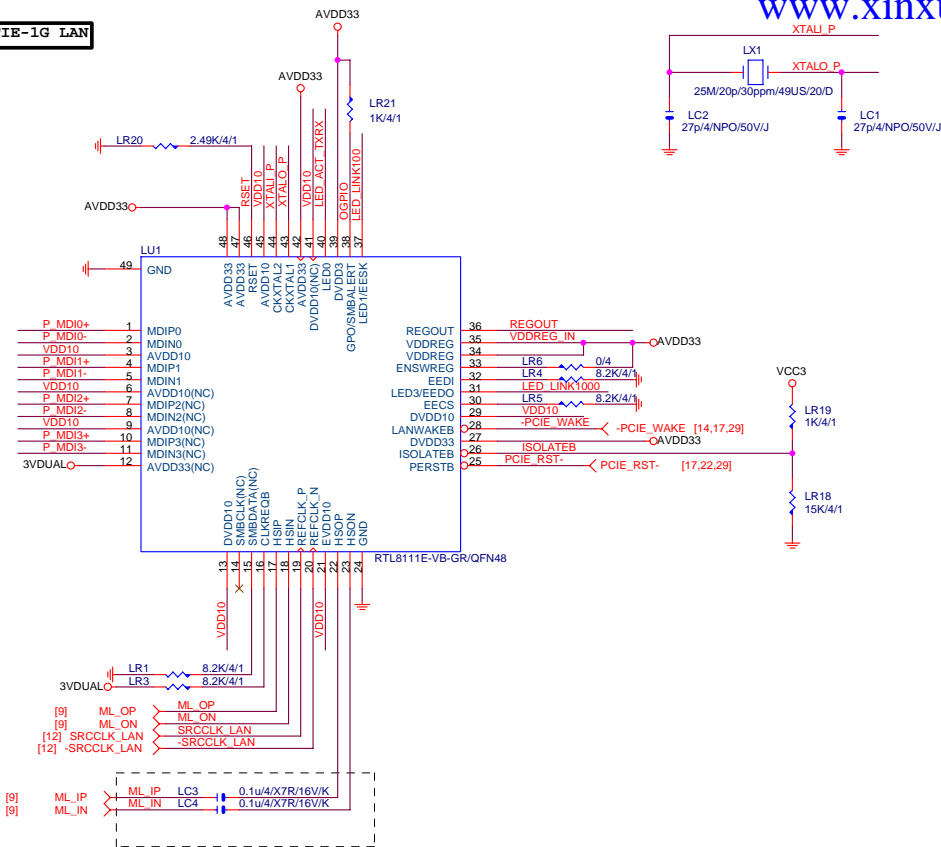 www.xinxu
IE-1G LAN
AVDD33
XTALI_P
LX1
XTALO_P
25M/20p/30ppm/49US/20/D
LC2
27p/4/NPO/50V/J
LC1
27p/4/NPO/50V/J
AVDD33
LR21
1K/4/1
LR20
2.49K/4/1
RSET
VDD10
XTALI_P
XTALO_P
VDD10
LED_ACT_TXRX
OGPIO
LED_LINK100
AVDD33
48
47
46
45
44
43
42
41
40
39
38
37
LU1
49
GND
AVDD33
AVDD33
RSET
AVDD10
CKXTAL2
CKXTAL1
AVDD33
DVDD10(NC)
LED0
DVDD3
GPO/SMBALERT
LED1/EESK
P_MDI0+ 1 MDIP0
P_MDI0- 2 MDIN0
VDD10 3 AVDD10
P_MDI1+ 4 MDIP1
P_MDI1- 5 MDIN1
VDD10 6 AVDD10(NC)
P_MDI2+ 7 MDIP2(NC)
P_MDI2- 8 MDIN2(NC)
VDD10 9 AVDD10(NC)
P_MDI3+ 10 MDIP3(NC)
P_MDI3- 11 MDIN3(NC)
3VDUAL 12 AVDD33(NC)
REGOUT 36 REGOUT
VDDREG 35 VDDREG_IN AVDD33
VDDREG 34
ENSWREG 33 LR6 0/4
EEDI 32 LR4 8.2K/4/1
LED3/EEDO 31 LED_LINK1000
EECS 30 LR5 8.2K/4/1
DVDD10 29 VDD10
LANWAKEB 28 -PCIE_WAKE -PCIE_WAKE [14,17,29]
DVDD33 27 AVDD33
ISOLATEB 26 ISOLATEB
PERSTB 25 PCIE_RST- PCIE_RST- [17,22,29]
VCC3
LR19
1K/4/1
LR18
15K/4/1
DVDD10
SMBCLK(NC)
SMBDATA(NC)
CLKREQB
HSIP
HSIN
REFCLK_P
REFCLK_N
EVDD10
HSOP
HSON
GND
RTL8111E-VB-GR/QFN48
13
14
15
16
17
18
19
20
21
22
23
24
VDD10
VDD10
LR1 8.2K/4/1
3VDUAL LR3 8.2K/4/1
[9] ML_OP ML_OP
[9] ML_ON ML_ON
[12] SRCCLK_LAN SRCCLK_LAN
[12] -SRCCLK_LAN -SRCCLK_LAN
[9] ML_IP ML_IP LC3 0.1u/4/X7R/16V/K
[9] ML_IN ML_IN LC4 0.1u/4/X7R/16V/K